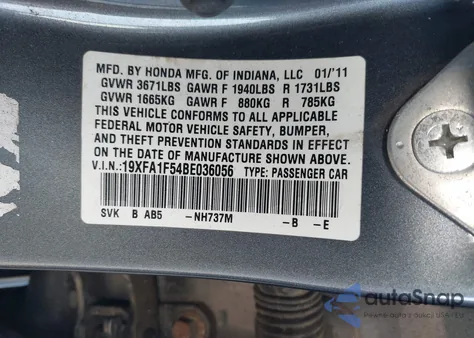 MFD. BY HONDA MFG. OF INDIANA, LLC 01/'11
GVWR 3671LBS GAWR F 1940LBS R 1731LBS
GVWR 1665KG GAWR F 880KG R 785KG
THIS VEHICLE CONFORMS TO ALL APPLICABLE
FEDERAL MOTOR VEHICLE SAFETY, BUMPER,
AND THEFT PREVENTION STANDARDS IN EFFECT
ON THE DATE OF MANUFACTURE SHOWN ABOVE.
V.I.N.:19XFA1F54BE036056 TYPE: PASSENGER CAR
SVK B AB5 -NH737M -B -E
autoSnap